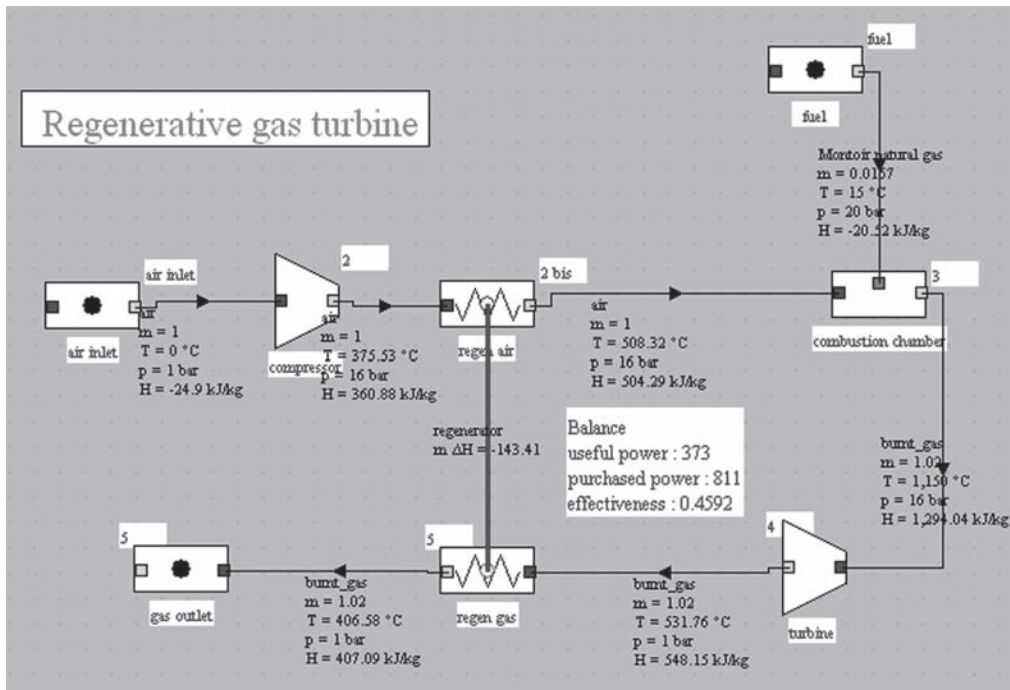 fuel
fuel
Regenerative gas turbine
Montoir natural gas
m = 0.0167
T = 15 °C
p = 20 bar
H = -20.52 kJ/kg
air inlet
2
2 bis
3
air inlet
air
m = 1
T = 0 °C
p = 1 bar
H = -24.9 kJ/kg
compressor
air
m = 1
T = 375.53 °C
p = 16 bar
H = 360.88 kJ/kg
regen air
air
m = 1
T = 508.32 °C
p = 16 bar
H = 504.29 kJ/kg
combustion chamber
regenerator
m ΔH = -143.41
Balance
useful power : 373
purchased power : 811
effectiveness : 0.4592
burnt_gas
m = 1.02
T = 1,150 °C
p = 16 bar
H = 1,294.04 kJ/kg
5
gas outlet
burnt_gas
m = 1.02
T = 406.58 °C
p = 1 bar
H = 407.09 kJ/kg
5
regen gas
burnt_gas
m = 1.02
T = 531.76 °C
p = 1 bar
H = 548.15 kJ/kg
4
turbine